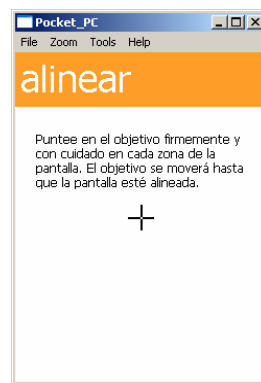 Pocket_PC
File Zoom Tools Help
alinear
Puntee en el objetivo firmemente y
con cuidado en cada zona de la
pantalla. El objetivo se moverá hasta
que la pantalla esté alineada.